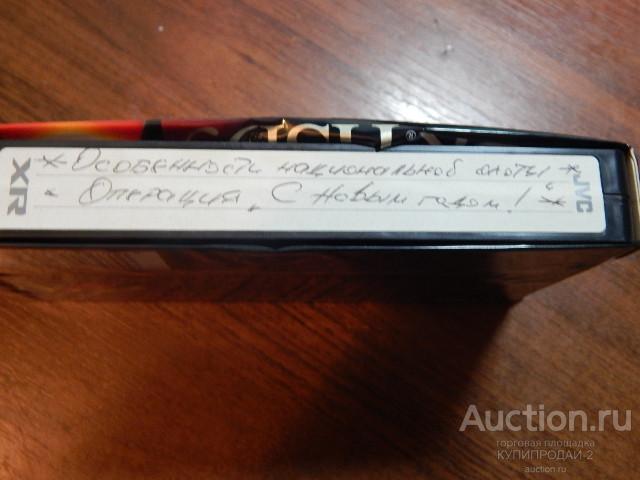 *Особенности национальной охоты*
"Операция „С Новым годом!"*
XR
JVC
®
Auction.ru
торговая площадка
КУПИПРОДАЙ-2
auction.ru